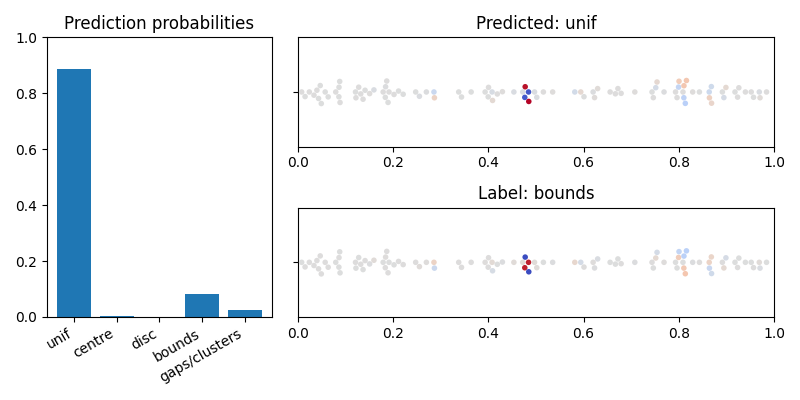 Prediction probabilities
1.0
0.8
0.6
0.4
0.2
0.0
unif
centre
disc
bounds
gaps/clusters
Predicted: unif
0.0 0.2 0.4 0.6 0.8 1.0
Label: bounds
0.0 0.2 0.4 0.6 0.8 1.0